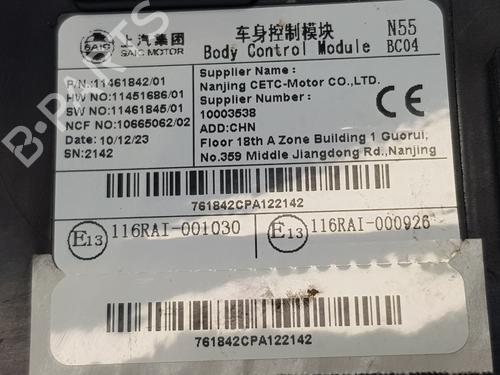 上汽集团
SAIC MOTOR
车身控制模块
Body Control Module
N55
BC04
P/N:11461842/01
HW NO:11451686/01
SW NO:11461845/01
NCF NO:10665062/02
Date: 10/12/23
SN:2142
Supplier Name :
Nanjing CETC-Motor CO.,LTD.
Supplier Number :
10003538
ADD:CHN
Floor 18th A Zone Building 1 Guorui,
No.359 Middle Jiangdong Rd.,Nanjing
CE
761842CPA122142
E13 116RAI-001030
E13 116RAI-000926
761842CPA122142
B-PARTS